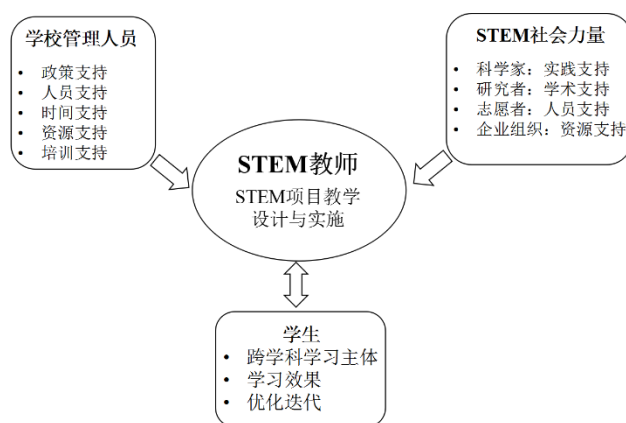 学校管理人员
• 政策支持
• 人员支持
• 时间支持
• 资源支持
• 培训支持
STEM社会力量
• 科学家：实践支持
• 研究者：学术支持
• 志愿者：人员支持
• 企业组织：资源支持
STEM教师
STEM项目教学
设计与实施
学生
• 跨学科学习主体
• 学习效果
• 优化迭代